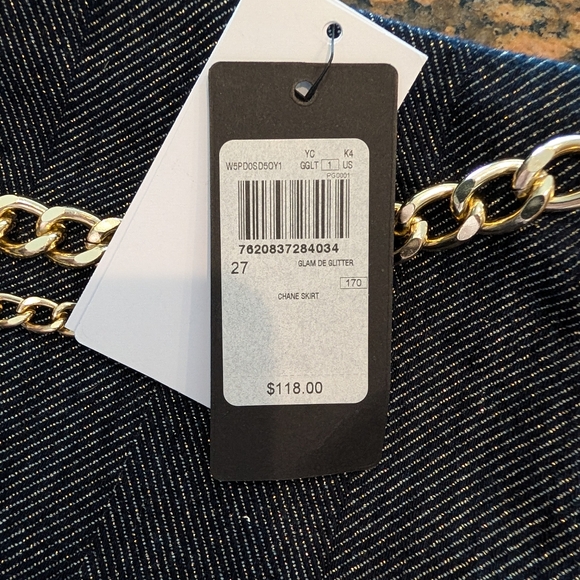 YC K4
W5PD0SD5OY1 GGLT 1 US
PG0001
7620837284034
27 GLAM DE GLITTER
170
CHANE SKIRT
$118.00